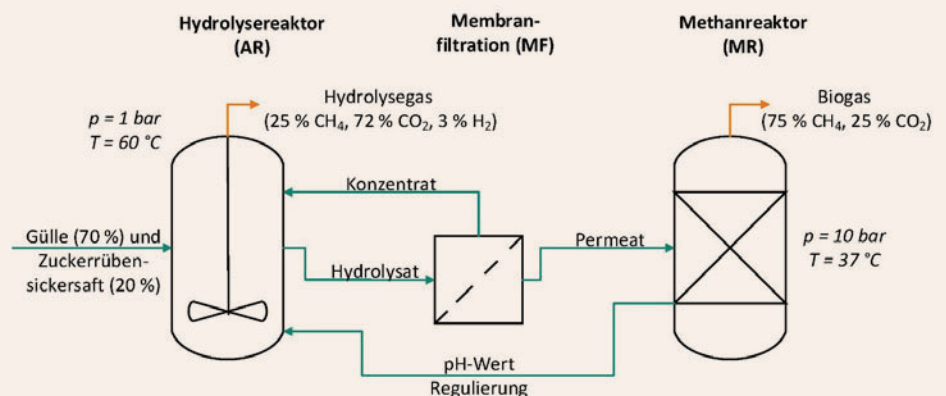 Hydrolysereaktor
(AR)
Membran-
filtration (MF)
Methanreaktor
(MR)
p = 1 bar
T = 60 °C
Hydrolysegas
(25 % CH₄, 72 % CO₂, 3 % H₂)
Biogas
(75 % CH₄, 25 % CO₂)
Konzentrat
Gülle (70 %) und
Zuckerrüben-
sickersaft (20 %)
Hydrolysat
Permeat
p = 10 bar
T = 37 °C
pH-Wert
Regulierung